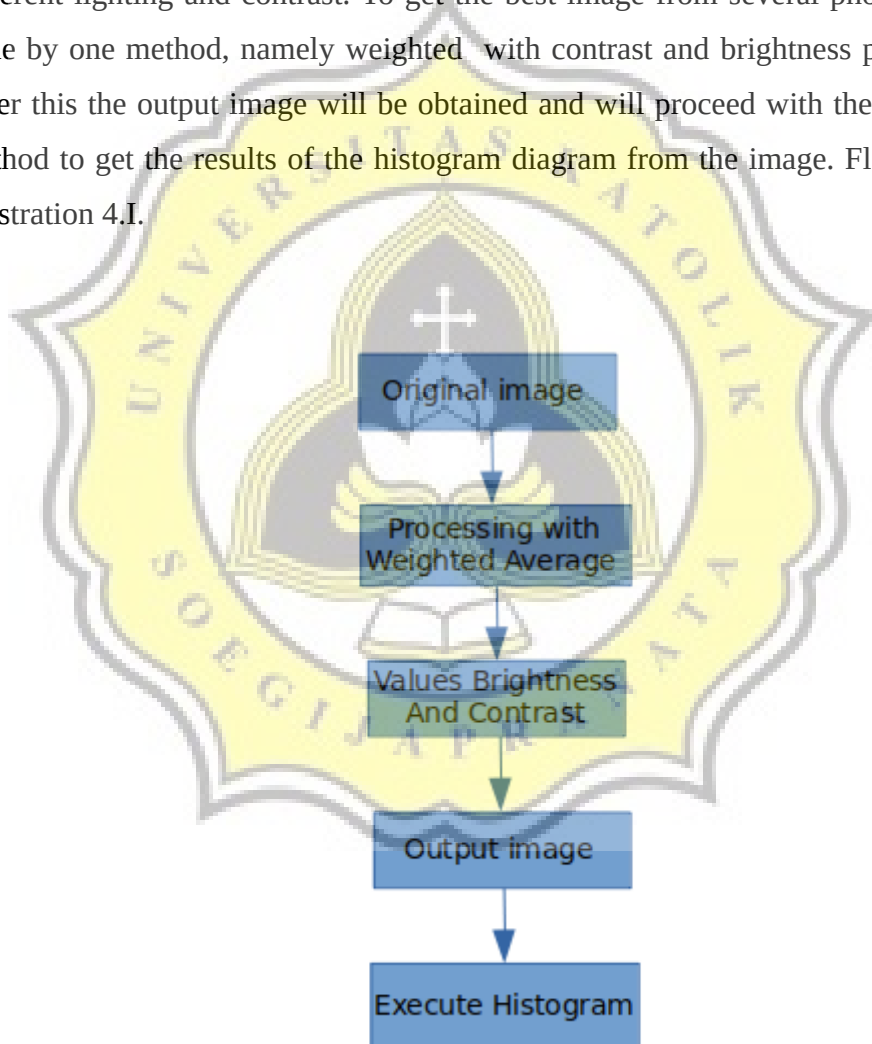 erent lighting and contrast. To get the best image from several pho
e by one method, namely weighted with contrast and brightness p
er this the output image will be obtained and will proceed with the
hod to get the results of the histogram diagram from the image. Fl
stration 4.I.
UNIVERSITAS KATOLIK
SOEGIJAPRANATA
Original image
Processing with
Weighted Average
Values Brightness
And Contrast
Output image
Execute Histogram